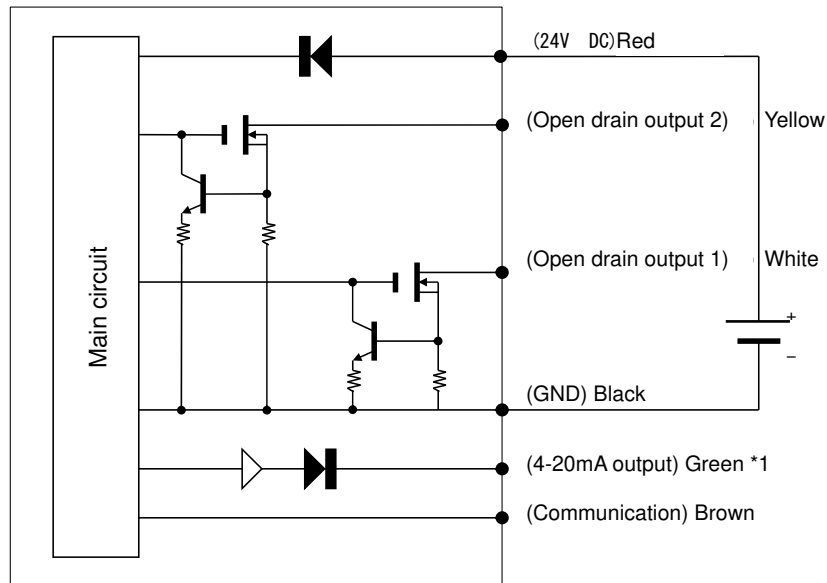 (24V DC)Red
(Open drain output 2) Yellow
(Open drain output 1) White
Main circuit
+
−
(GND) Black
(4-20mA output) Green *1
(Communication) Brown